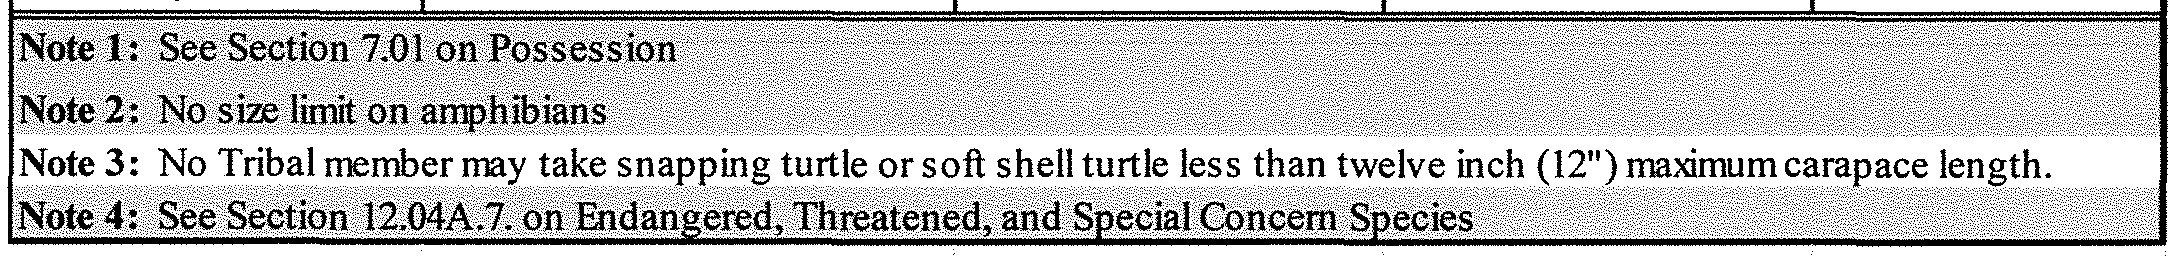 Note 1: See Section 7.01 on Possession
Note 2: No size limit on amphibians
Note 3: No Tribal member may take snapping turtle or soft shell turtle less than twelve inch (12") maximum carapace length.
Note 4: See Section 12.04A.7. on Endangered, Threatened, and Special Concern Species